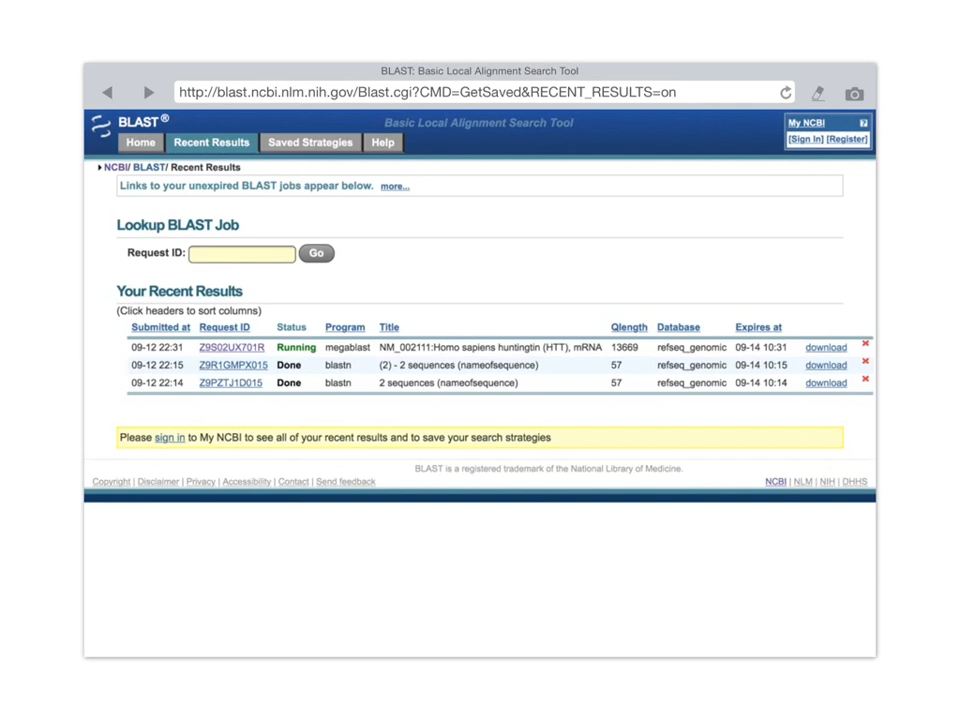 BLAST: Basic Local Alignment Search Tool
http://blast.ncbi.nlm.nih.gov/Blast.cgi?CMD=GetSaved&RECENT_RESULTS=on
BLAST ® Basic Local Alignment Search Tool My NCBI ?
Home Recent Results Saved Strategies Help [Sign In] [Register]
NCBI/ BLAST/ Recent Results
Links to your unexpired BLAST jobs appear below. more...
Lookup BLAST Job
Request ID: Go
Your Recent Results
(Click headers to sort columns)
Submitted at Request ID Status Program Title Qlength Database Expires at
09-12 22:31 Z9S02UX701R Running megablast NM_002111:Homo sapiens huntingtin (HTT), mRNA 13669 refseq_genomic 09-14 10:31 download
09-12 22:15 Z9R1GMPX015 Done blastn (2) - 2 sequences (nameofsequence) 57 refseq_genomic 09-14 10:15 download
09-12 22:14 Z9PZTJ1D015 Done blastn 2 sequences (nameofsequence) 57 refseq_genomic 09-14 10:14 download
Please sign in to My NCBI to see all of your recent results and to save your search strategies
BLAST is a registered trademark of the National Library of Medicine.
Copyright | Disclaimer | Privacy | Accessibility | Contact | Send feedback NCBI | NLM | NIH | DHHS